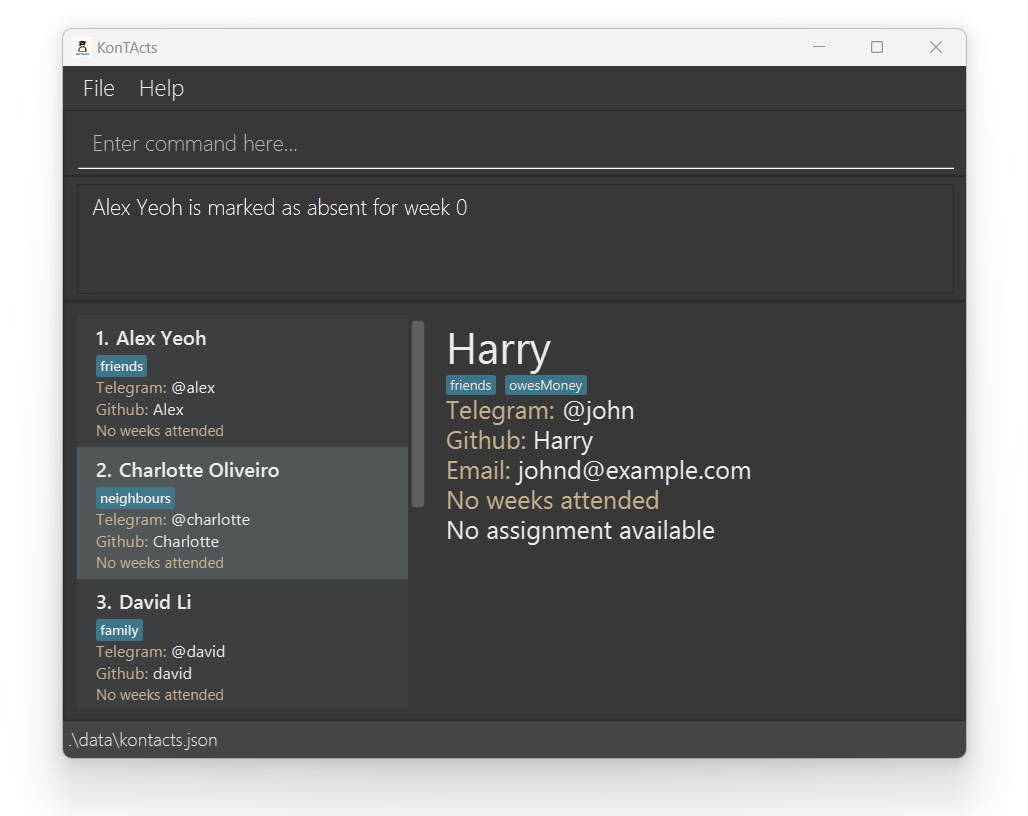 KonTActs
File Help
Enter command here...
Alex Yeoh is marked as absent for week 0
1. Alex Yeoh
friends
Telegram: @alex
Github: Alex
No weeks attended
2. Charlotte Oliveiro
neighbours
Telegram: @charlotte
Github: Charlotte
No weeks attended
3. David Li
family
Telegram: @david
Github: david
No weeks attended
Harry
friends owesMoney
Telegram: @john
Github: Harry
Email: johnd@example.com
No weeks attended
No assignment available
.\data\kontacts.json